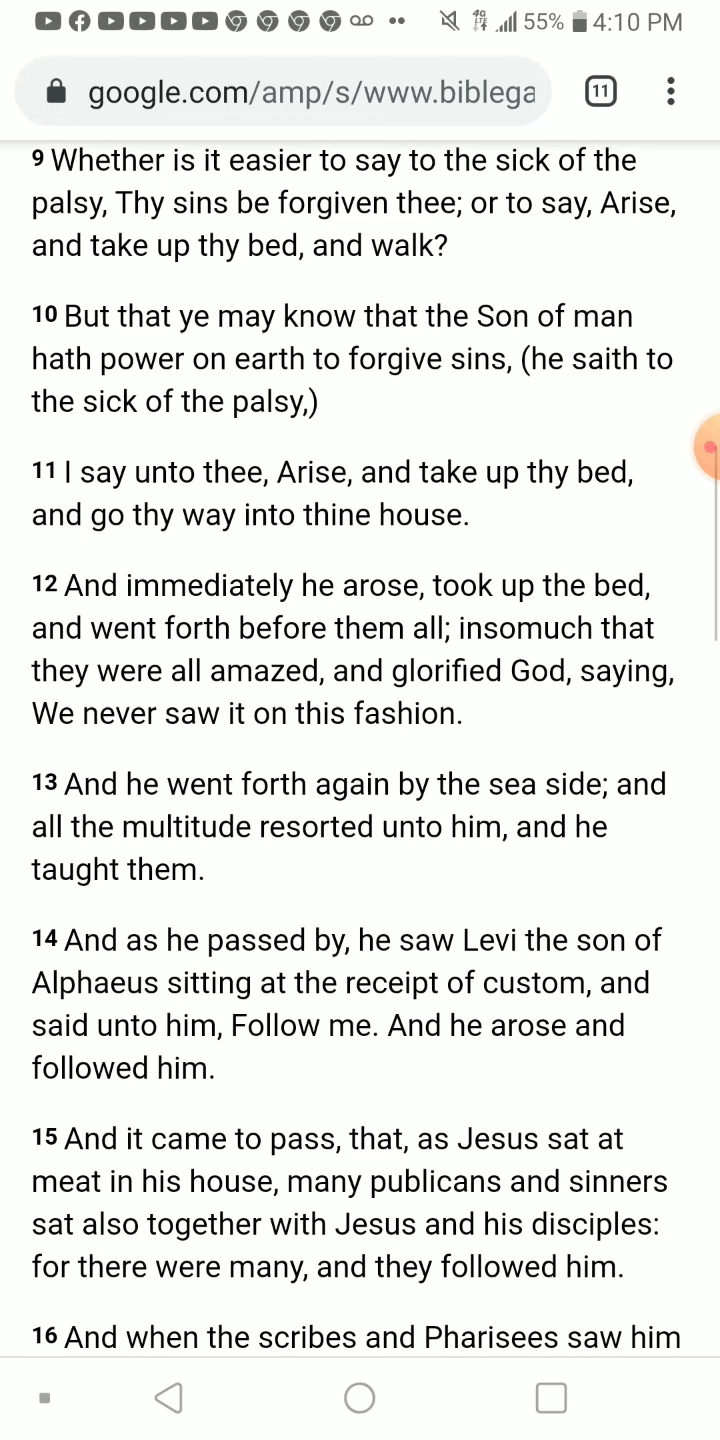 4G LTE 55% 4:10 PM
google.com/amp/s/www.biblega
11
9 Whether is it easier to say to the sick of the
palsy, Thy sins be forgiven thee; or to say, Arise,
and take up thy bed, and walk?
10 But that ye may know that the Son of man
hath power on earth to forgive sins, (he saith to
the sick of the palsy,)
11 I say unto thee, Arise, and take up thy bed,
and go thy way into thine house.
12 And immediately he arose, took up the bed,
and went forth before them all; insomuch that
they were all amazed, and glorified God, saying,
We never saw it on this fashion.
13 And he went forth again by the sea side; and
all the multitude resorted unto him, and he
taught them.
14 And as he passed by, he saw Levi the son of
Alphaeus sitting at the receipt of custom, and
said unto him, Follow me. And he arose and
followed him.
15 And it came to pass, that, as Jesus sat at
meat in his house, many publicans and sinners
sat also together with Jesus and his disciples:
for there were many, and they followed him.
16 And when the scribes and Pharisees saw him